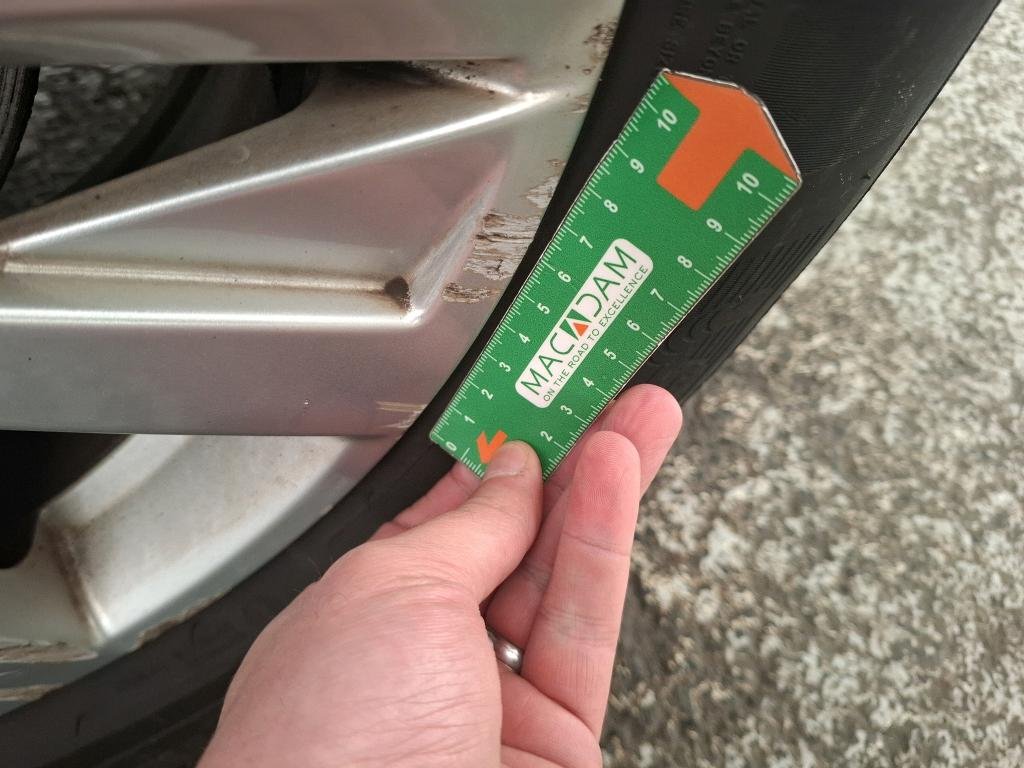 MACADAM
ON THE ROAD TO EXCELLENCE
0 1 2 3 4 5 6 7 8 9 10
2 3 4 5 6 7 8 9 10